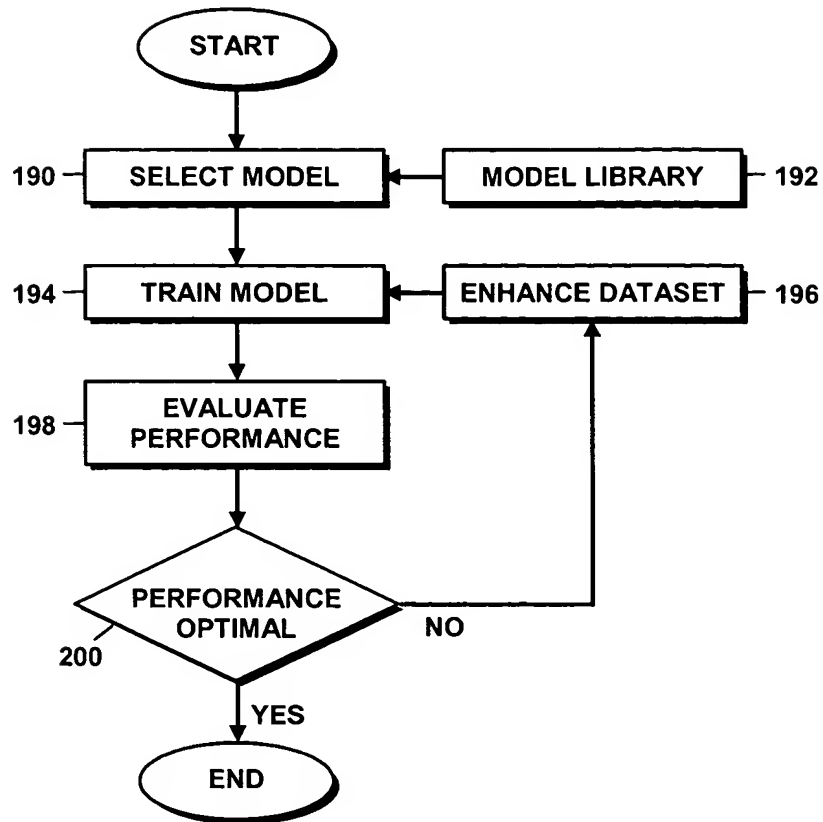 START
190 SELECT MODEL MODEL LIBRARY 192
194 TRAIN MODEL ENHANCE DATASET 196
198 EVALUATE
PERFORMANCE
PERFORMANCE
OPTIMAL
NO
200
YES
END